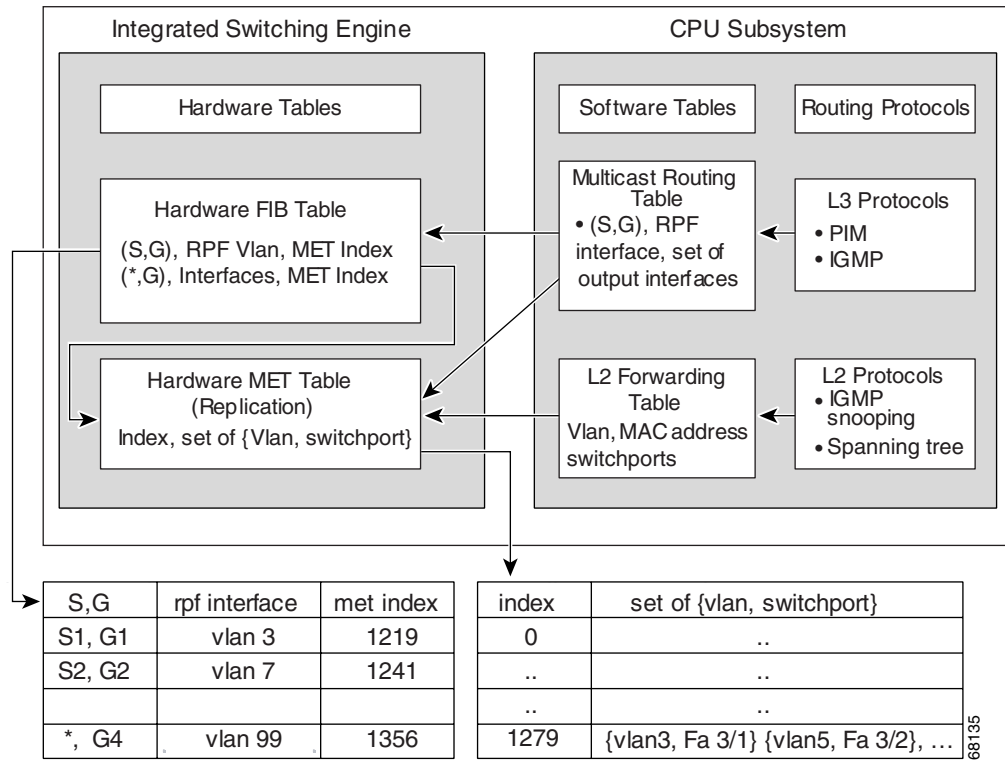 Integrated Switching Engine
CPU Subsystem
Hardware Tables
Software Tables
Routing Protocols
Hardware FIB Table
(S,G), RPF Vlan, MET Index
(*,G), Interfaces, MET Index
Multicast Routing
Table
• (S,G), RPF
interface, set of
output interfaces
L3 Protocols
• PIM
• IGMP
Hardware MET Table
(Replication)
Index, set of {Vlan, switchport}
L2 Forwarding
Table
Vlan, MAC address
switchports
L2 Protocols
• IGMP
snooping
• Spanning tree
S,G rpf interface met index
S1, G1 vlan 3 1219
S2, G2 vlan 7 1241
*, G4 vlan 99 1356
index set of {vlan, switchport}
0 ..
.. ..
.. ..
1279 {vlan3, Fa 3/1} {vlan5, Fa 3/2}, ...
68135